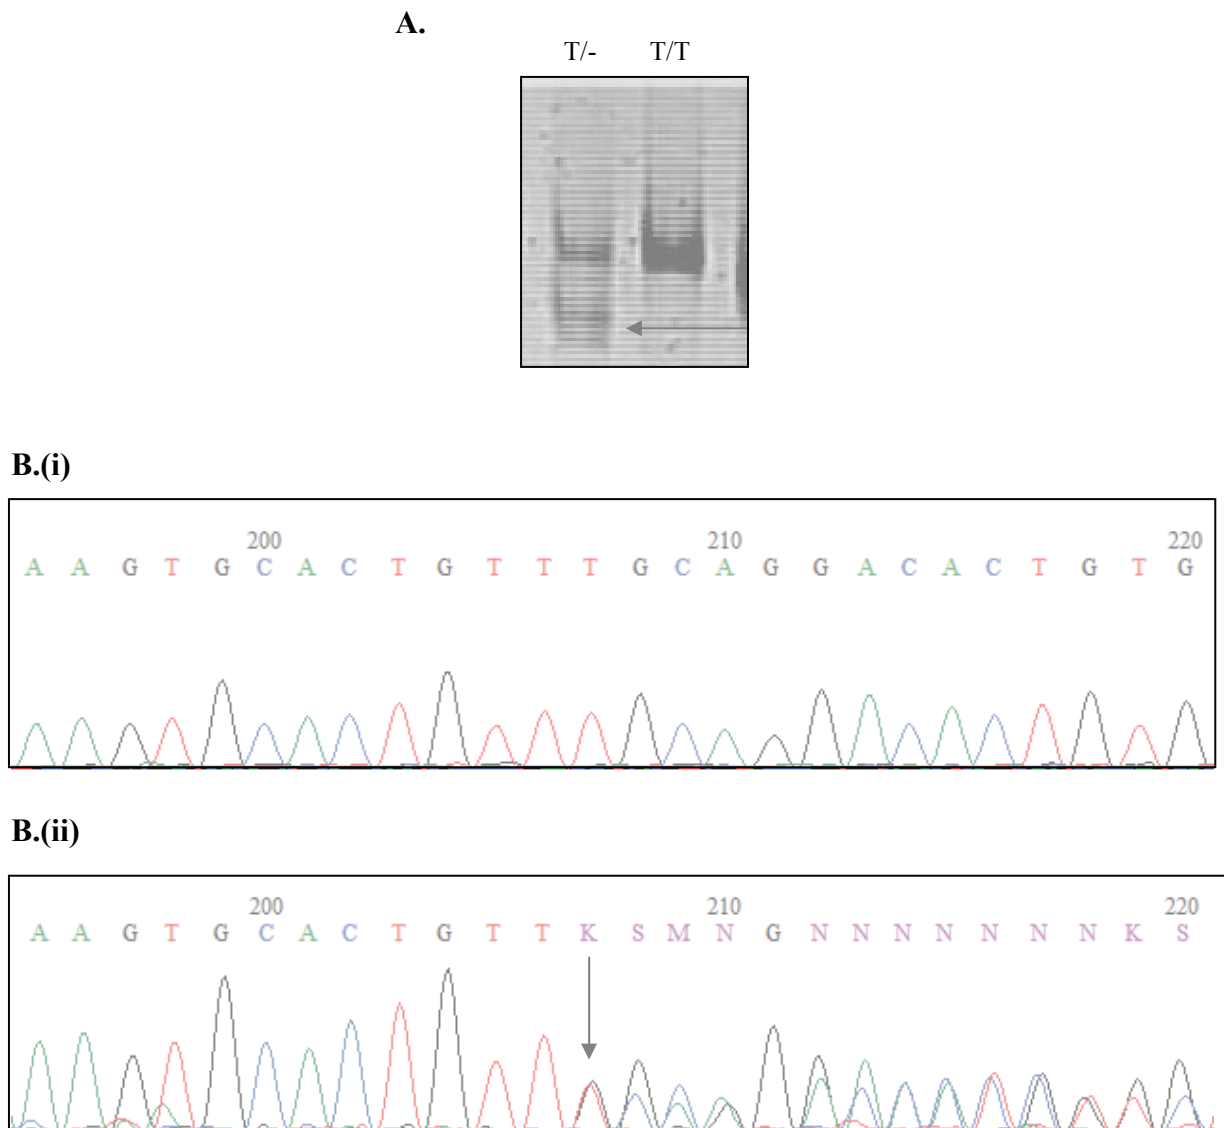 A.
T/- T/T
B.(i)
200 210 220
A A G T G C A C T G T T T G C A G G A C A C T G T G
B.(ii)
200 210 220
A A G T G C A C T G T T K S M N G N N N N N N N K S